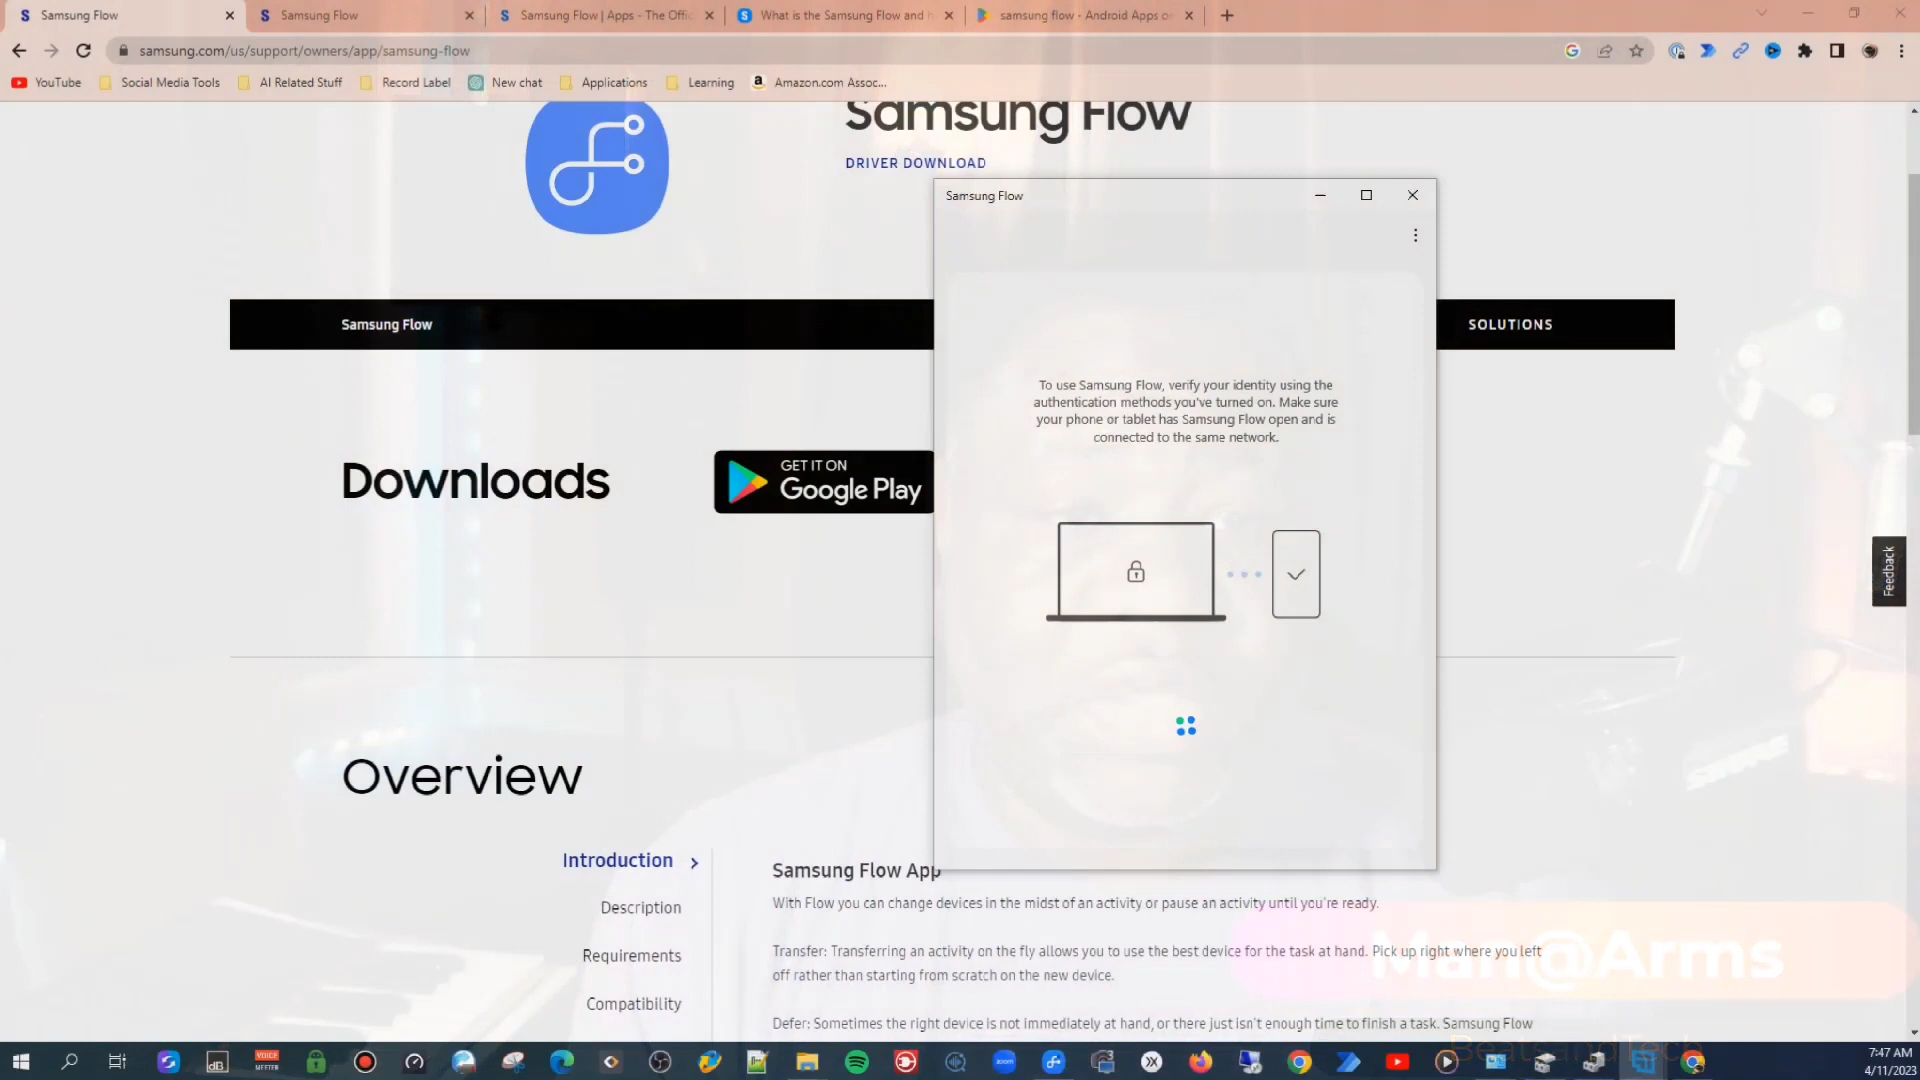 Samsung Flow
Samsung Flow
Samsung Flow | Apps - The Offic
What is the Samsung Flow and h
samsung flow - Android Apps o
samsung.com/us/support/owners/app/samsung-flow
YouTube
Social Media Tools
AI Related Stuff
Record Label
New chat
Applications
Learning
Amazon.com Assoc...
Samsung Flow
DRIVER DOWNLOAD
Samsung Flow
Samsung Flow
SOLUTIONS
To use Samsung Flow, verify your identity using the
authentication methods you've turned on. Make sure
your phone or tablet has Samsung Flow open and is
connected to the same network.
Downloads
GET IT ON
Google Play
Feedback
Overview
Introduction
Description
Requirements
Compatibility
Samsung Flow App
With Flow you can change devices in the midst of an activity or pause an activity until you're ready.
Transfer: Transferring an activity on the fly allows you to use the best device for the task at hand. Pick up right where you left
off rather than starting from scratch on the new device.
Defer: Sometimes the right device is not immediately at hand, or there just isn't enough time to finish a task. Samsung Flow
Man@Arms
BeatsandTech
dB
VOICE
MEETER
zoom
7:47 AM
4/11/2023